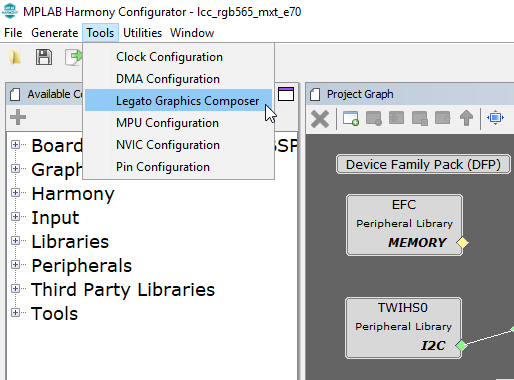 MPLAB Harmony Configurator - lcc_rgb565_mxt_e70
File Generate Tools Utilities Window
Clock Configuration
DMA Configuration
Legato Graphics Composer
MPU Configuration
NVIC Configuration
Pin Configuration
Available Co
Board
SP
Graph
Harmony
Input
Libraries
Peripherals
Third Party Libraries
Tools
Project Graph
Device Family Pack (DFP)
EFC
Peripheral Library
MEMORY
TWIHS0
Peripheral Library
I2C